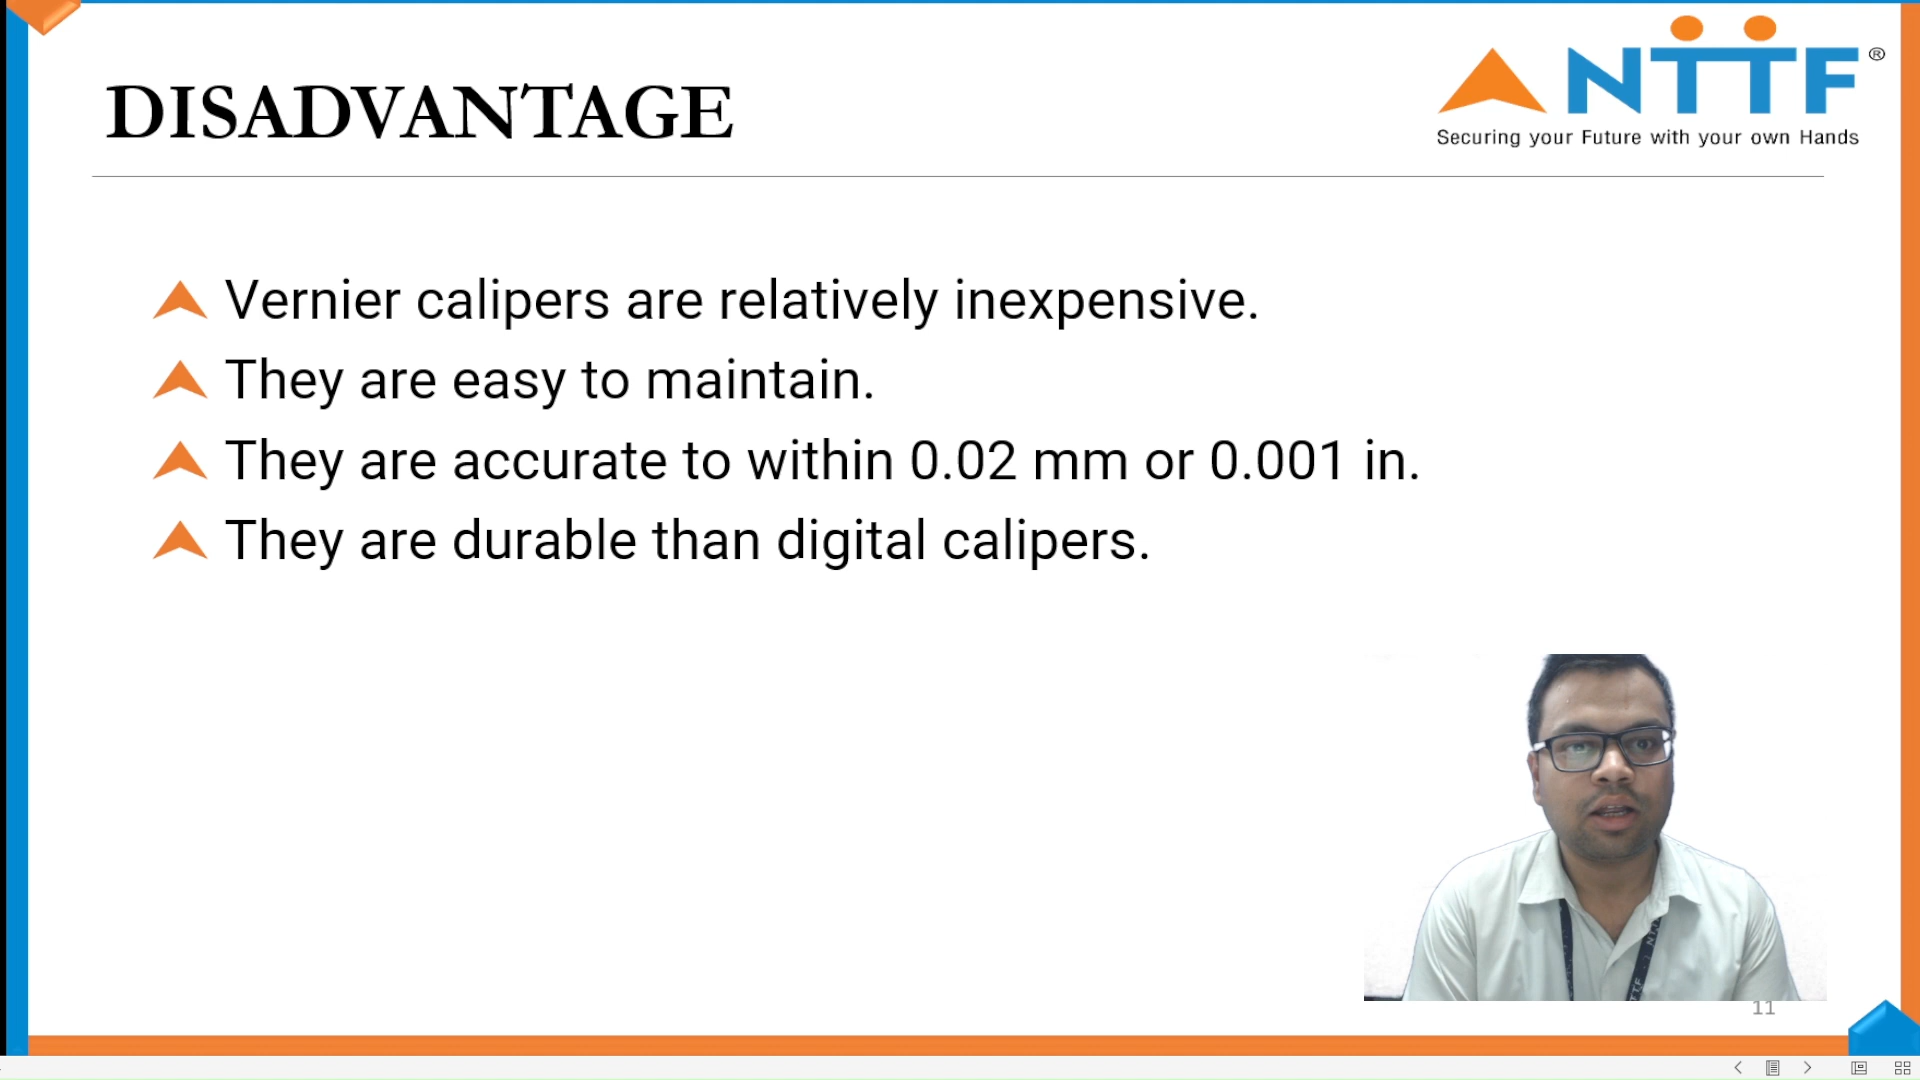 DISADVANTAGE
NTTF ®
Securing your Future with your own Hands
Vernier calipers are relatively inexpensive.
They are easy to maintain.
They are accurate to within 0.02 mm or 0.001 in.
They are durable than digital calipers.
11